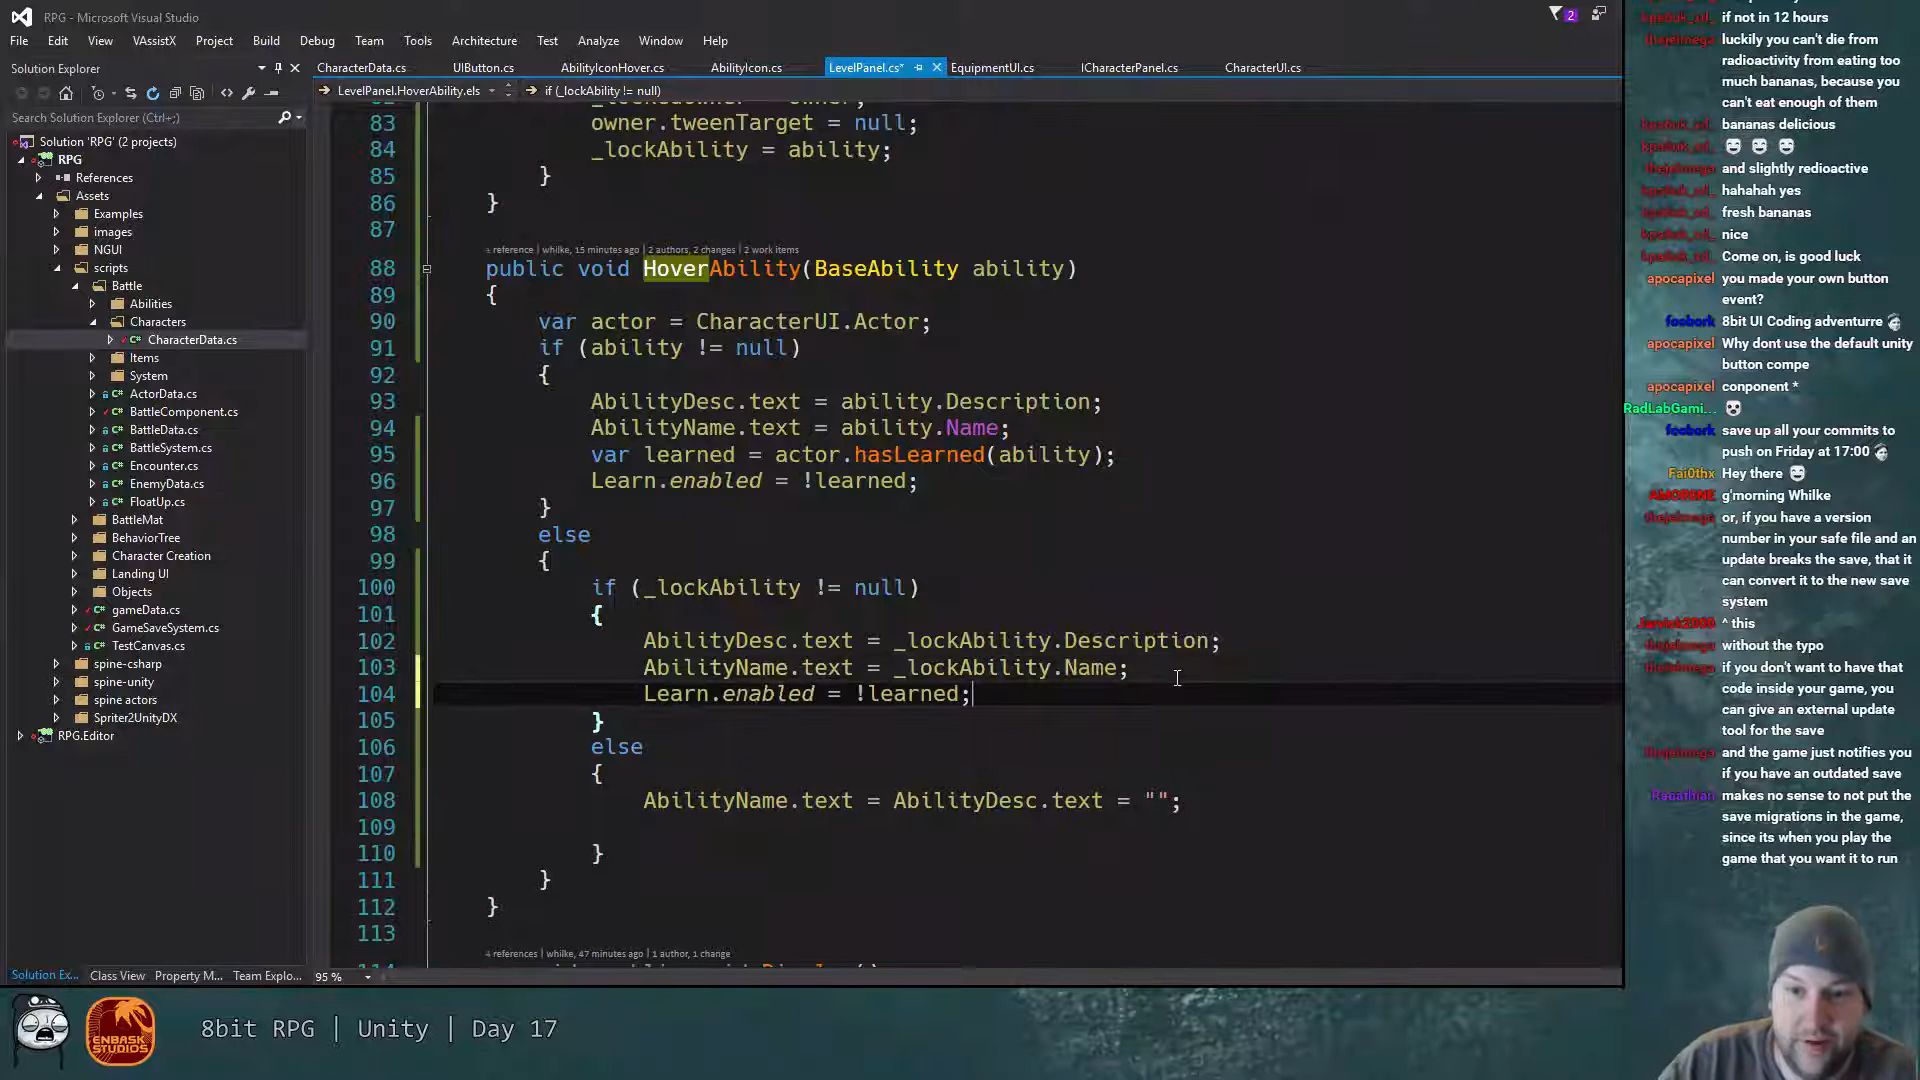 RPG - Microsoft Visual Studio
2
File Edit View VAssistX Project Build Debug Team Tools Architecture Test Analyze Window Help
Solution Explorer
Search Solution Explorer (Ctrl+;)
Solution 'RPG' (2 projects)
RPG
References
Assets
Examples
images
NGUI
scripts
Battle
Abilities
Characters
CharacterData.cs
Items
System
ActorData.cs
BattleComponent.cs
BattleData.cs
BattleSystem.cs
Encounter.cs
EnemyData.cs
FloatUp.cs
BattleMat
BehaviorTree
Character Creation
Landing UI
Objects
gameData.cs
GameSaveSystem.cs
TestCanvas.cs
spine-csharp
spine-unity
spine actors
Spriter2UnityDX
RPG.Editor
Solution Ex... Class View Property M... Team Explo...
CharacterData.cs UIButton.cs AbilityIconHover.cs AbilityIcon.cs LevelPanel.cs* EquipmentUI.cs ICharacterPanel.cs CharacterUI.cs
LevelPanel.HoverAbility.els if (_lockAbility != null)
83 owner.tweenTarget = null;
84 _lockAbility = ability;
85 }
86 }
87
reference | whilke, 15 minutes ago | 2 authors, 2 changes | 2 work items
88 public void HoverAbility(BaseAbility ability)
89 {
90 var actor = CharacterUI.Actor;
91 if (ability != null)
92 {
93 AbilityDesc.text = ability.Description;
94 AbilityName.text = ability.Name;
95 var learned = actor.hasLearned(ability);
96 Learn.enabled = !learned;
97 }
98 else
99 {
100 if (_lockAbility != null)
101 {
102 AbilityDesc.text = _lockAbility.Description;
103 AbilityName.text = _lockAbility.Name;
104 Learn.enabled = !learned;
105 }
106 else
107 {
108 AbilityName.text = AbilityDesc.text = "";
109
110 }
111 }
112 }
113
4 references | whilke, 47 minutes ago | 1 author, 1 change
95 %
if not in 12 hours
luckily you can't die from
radioactivity from eating too
much bananas, because you
can't eat enough of them
bananas delicious
and slightly redioactive
hahahah yes
fresh bananas
nice
Come on, is good luck
apocapixel you made your own button
event?
foobork 8bit UI Coding adventurre
apocapixel Why dont use the default unity
button compe
apocapixel conponent *
RadLabGami...
foobork save up all your commits to
push on Friday at 17:00
Fai0thx Hey there
g'morning Whilke
or, if you have a version
number in your safe file and an
update breaks the save, that it
can convert it to the new save
system
^ this
without the typo
if you don't want to have that
code inside your game, you
can give an external update
tool for the save
and the game just notifies you
if you have an outdated save
makes no sense to not put the
save migrations in the game,
since its when you play the
game that you want it to run
ENBASK
STUDIOS
8bit RPG | Unity | Day 17